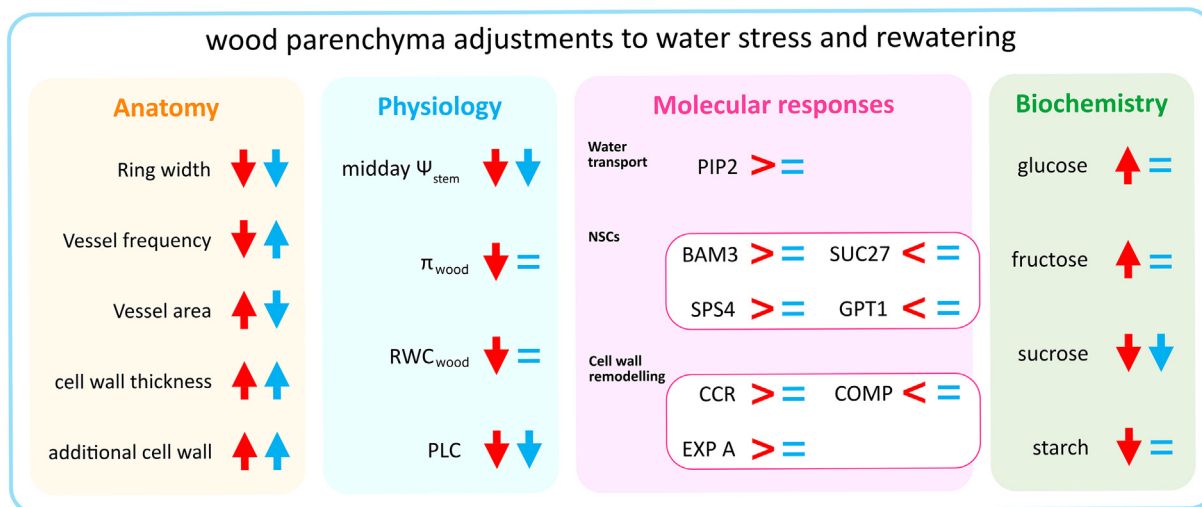 wood parenchyma adjustments to water stress and rewatering
Anatomy
Ring width
Vessel frequency
Vessel area
cell wall thickness
additional cell wall
Physiology
midday Ψstem
πwood =
RWCwood =
PLC
Molecular responses
Water
transport
PIP2 > =
NSCs
BAM3 > = SUC27 < =
SPS4 > = GPT1 < =
Cell wall
remodelling
CCR > = COMP < =
EXP A > =
Biochemistry
glucose =
fructose =
sucrose
starch =